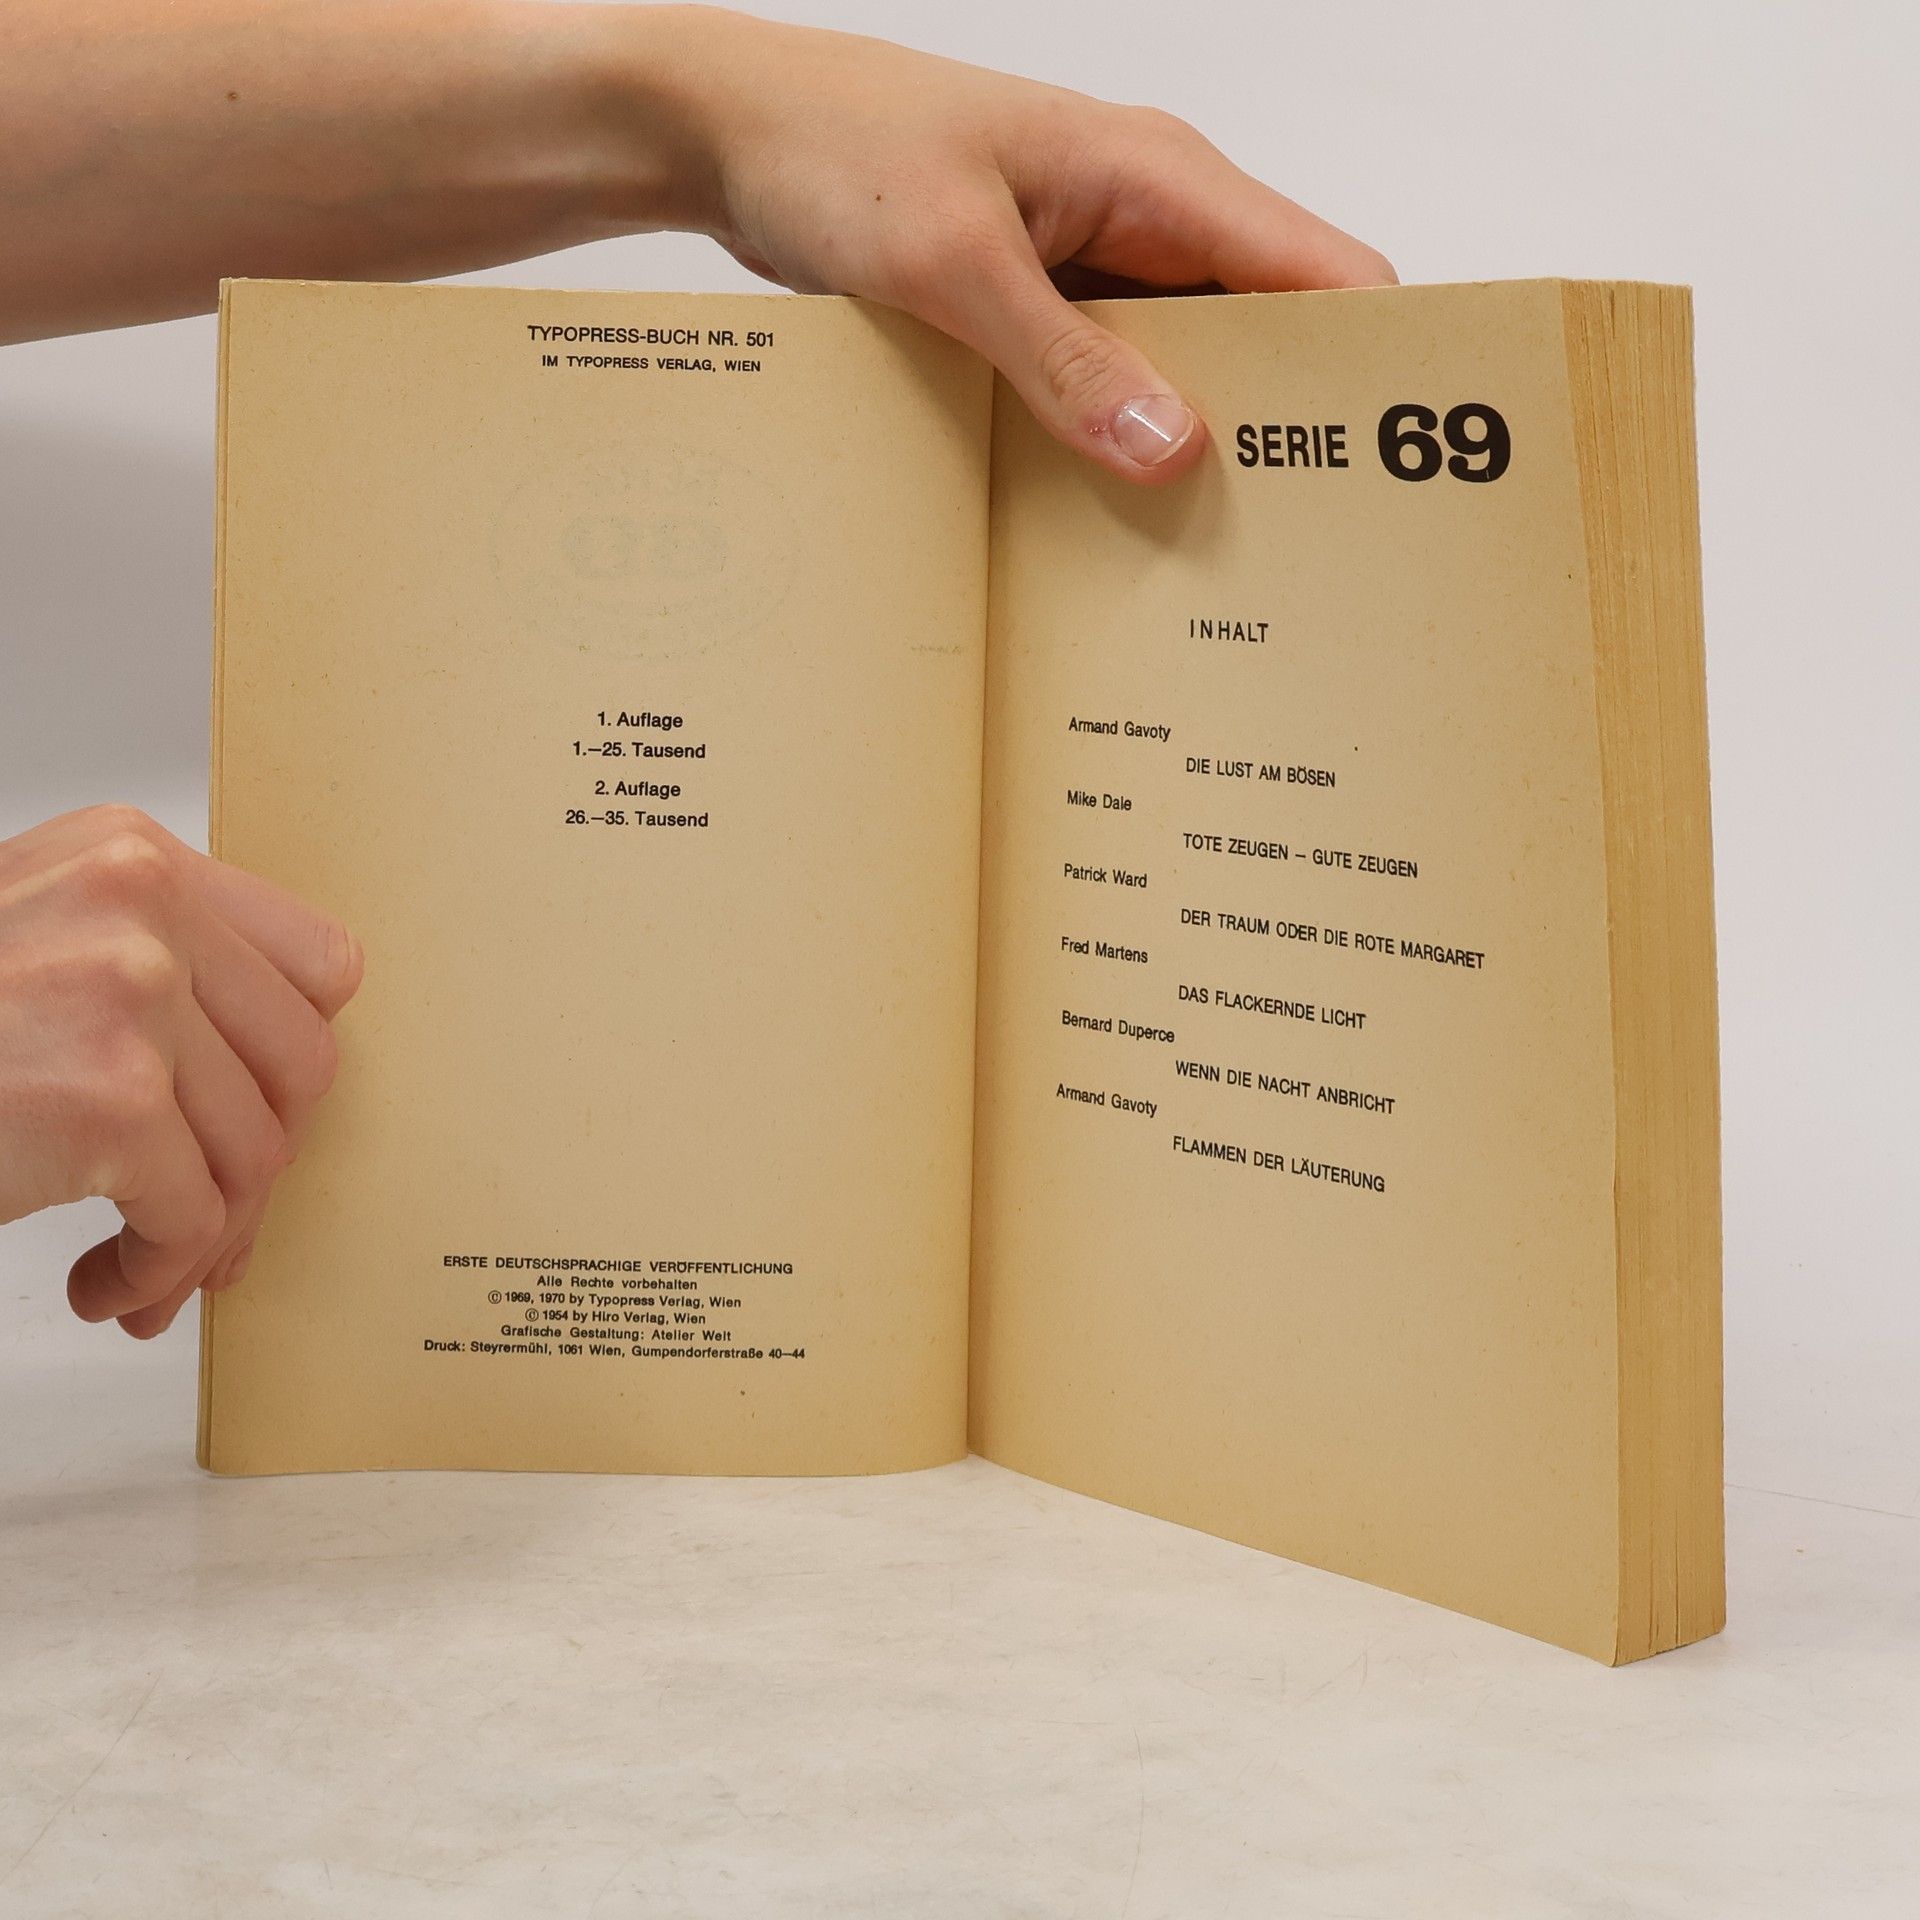 TYPOPRESS-BUCH NR. 501
IM TYPOPRESS VERLAG, WIEN
1. Auflage
1.—25. Tausend
2. Auflage
26.—35. Tausend
ERSTE DEUTSCHSPRACHIGE VERÖFFENTLICHUNG
Alle Rechte vorbehalten
© 1969, 1970 by Typopress Verlag, Wien
© 1954 by Hiro Verlag, Wien
Grafische Gestaltung: Atelier Welt
Druck: Steyrermühl, 1061 Wien, Gumpendorferstraße 40—44
SERIE 69
INHALT
Armand Gavoty
DIE LUST AM BÖSEN
Mike Dale
TOTE ZEUGEN – GUTE ZEUGEN
Patrick Ward
DER TRAUM ODER DIE ROTE MARGARET
Fred Martens
DAS FLACKERNDE LICHT
Bernard Duperce
WENN DIE NACHT ANBRICHT
Armand Gavoty
FLAMMEN DER LÄUTERUNG